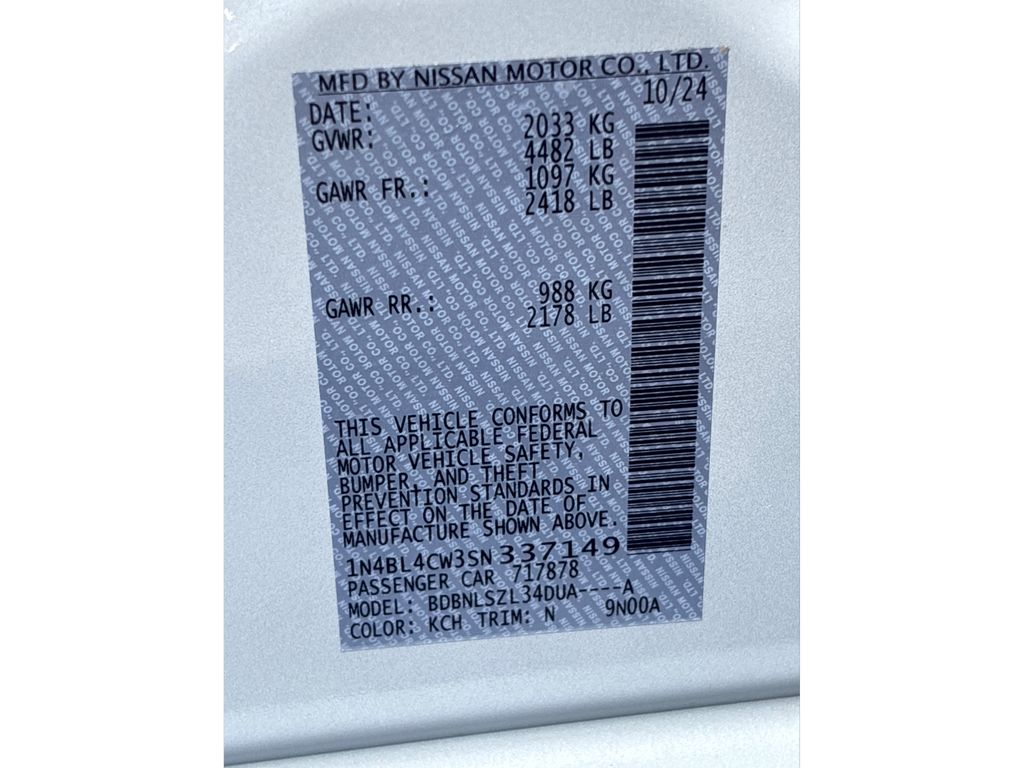 MFD BY NISSAN MOTOR CO., LTD.
DATE: 10/24
GVWR: 2033 KG
4482 LB
GAWR FR.: 1097 KG
2418 LB
GAWR RR.: 988 KG
2178 LB
THIS VEHICLE CONFORMS TO
ALL APPLICABLE FEDERAL
MOTOR VEHICLE SAFETY,
BUMPER, AND THEFT
PREVENTION STANDARDS IN
EFFECT ON THE DATE OF
MANUFACTURE SHOWN ABOVE.
1N4BL4CW3SN337149
PASSENGER CAR 717878
MODEL: BDBNLSZL34DUA----A
COLOR: KCH TRIM: N 9N00A